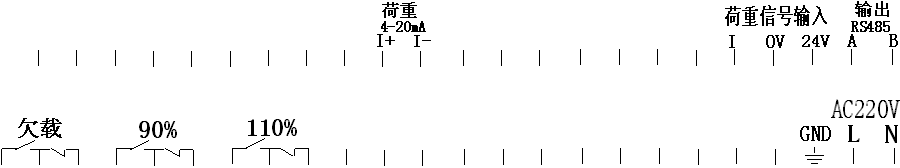 荷重 荷重信号输入 输出
4-20mA RS485
I+ I- I 0V 24V A B
AC220V
欠载 90% 110% GND L N